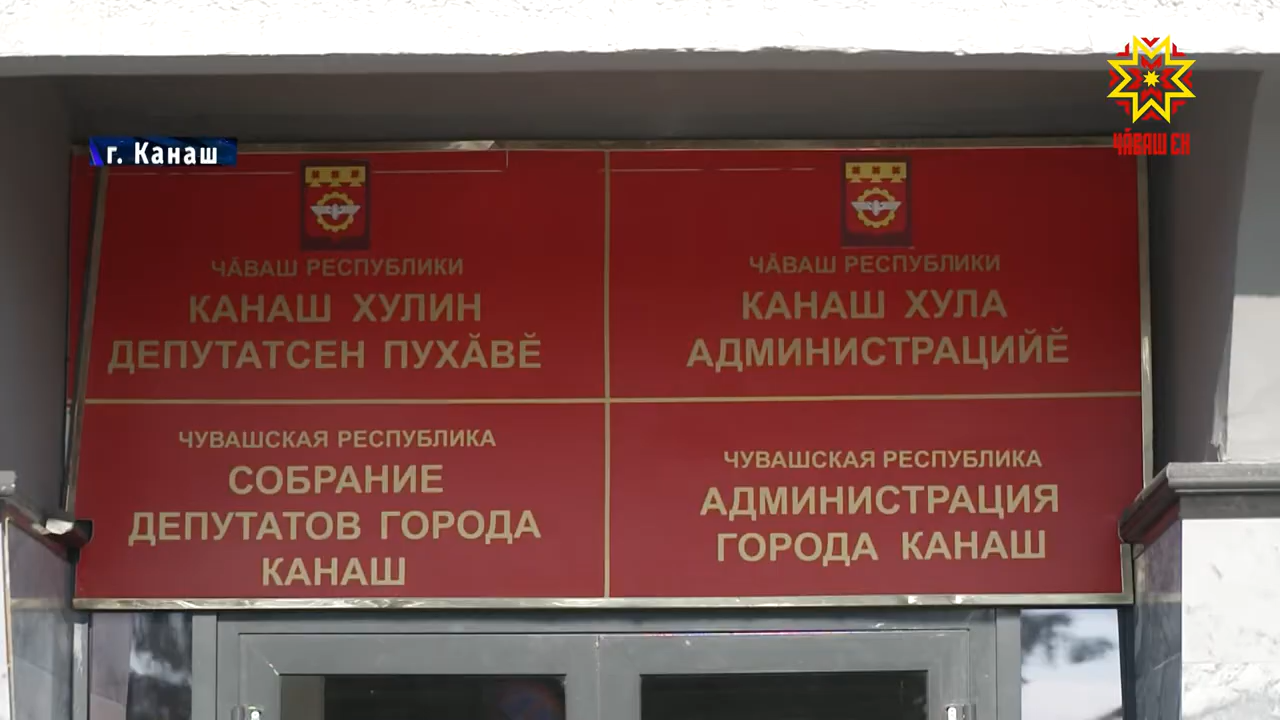 г. Канаш
ЧӐВАШ ЕН
ЧӐВАШ РЕСПУБЛИКИ
КАНАШ ХУЛИН
ДЕПУТАТСЕН ПУХӐВӖ
ЧӐВАШ РЕСПУБЛИКИ
КАНАШ ХУЛА
АДМИНИСТРАЦИЙӖ
ЧУВАШСКАЯ РЕСПУБЛИКА
СОБРАНИЕ
ДЕПУТАТОВ ГОРОДА
КАНАШ
ЧУВАШСКАЯ РЕСПУБЛИКА
АДМИНИСТРАЦИЯ
ГОРОДА КАНАШ